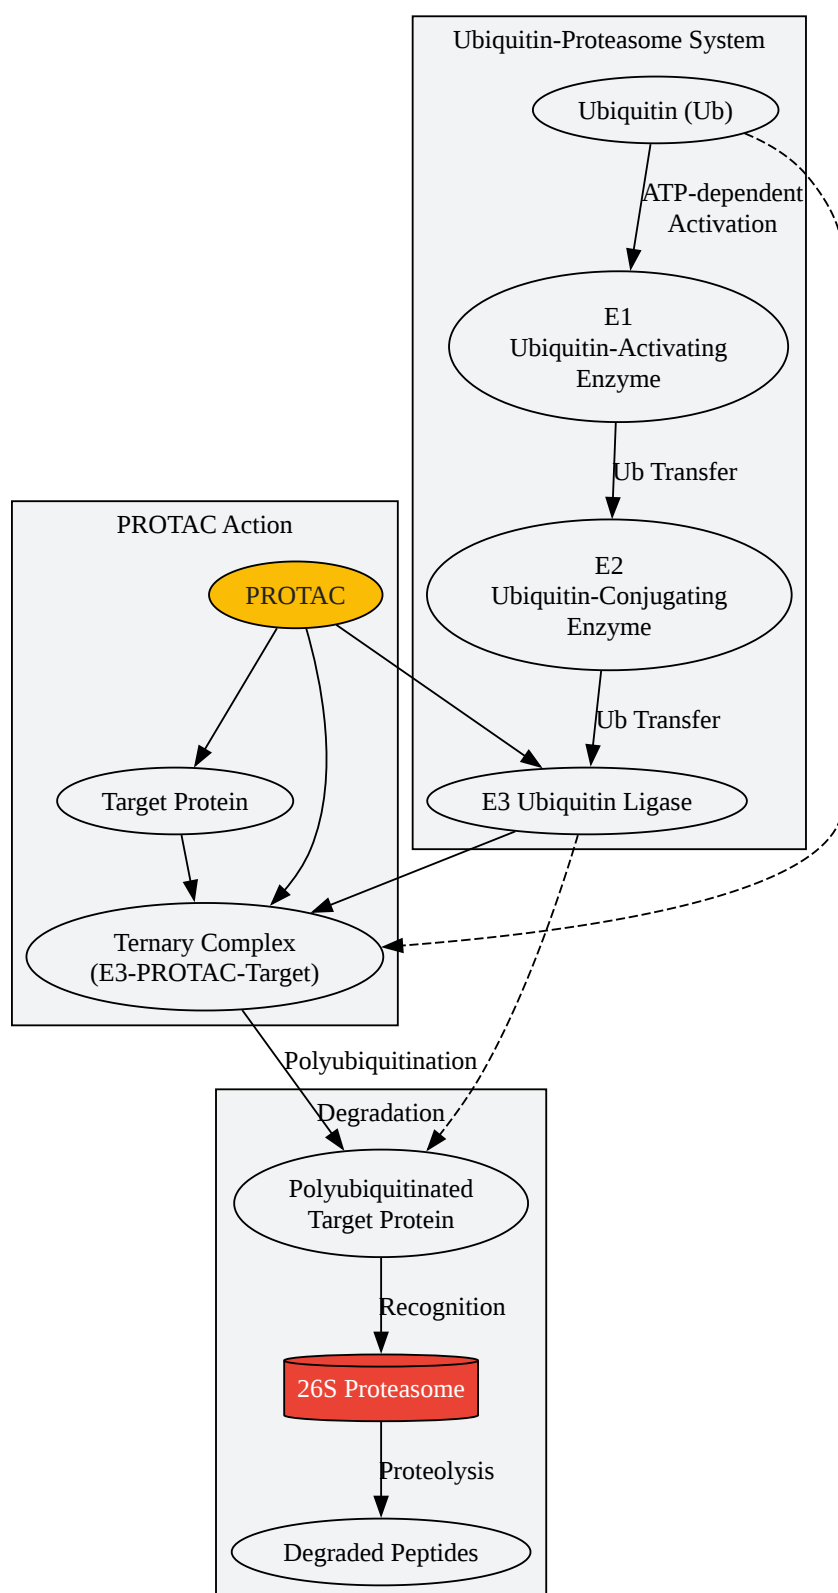 Ubiquitin-Proteasome System
Ubiquitin (Ub)
ATP-dependent
Activation
E1
Ubiquitin-Activating
Enzyme
Ub Transfer
E2
Ubiquitin-Conjugating
Enzyme
Ub Transfer
E3 Ubiquitin Ligase
PROTAC Action
PROTAC
Target Protein
Ternary Complex
(E3-PROTAC-Target)
Polyubiquitination
Degradation
Polyubiquitinated
Target Protein
Recognition
26S Proteasome
Proteolysis
Degraded Peptides